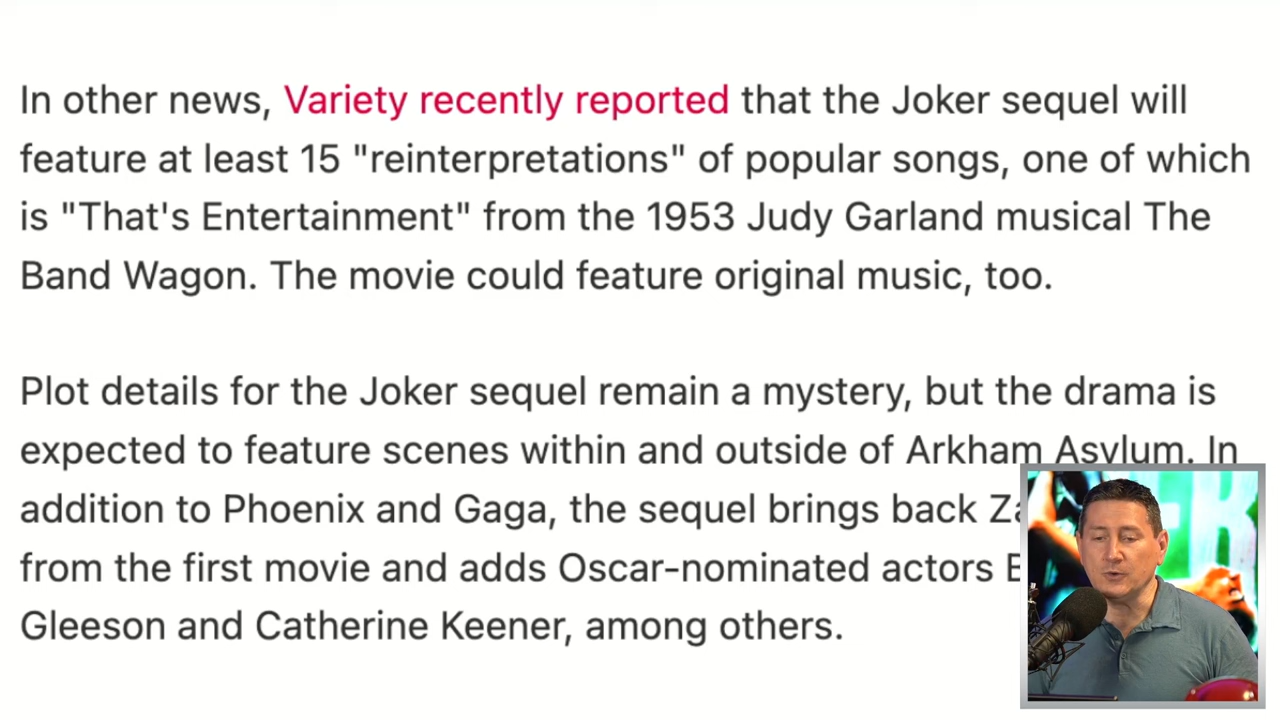 In other news, Variety recently reported that the Joker sequel will
feature at least 15 "reinterpretations" of popular songs, one of which
is "That's Entertainment" from the 1953 Judy Garland musical The
Band Wagon. The movie could feature original music, too.
Plot details for the Joker sequel remain a mystery, but the drama is
expected to feature scenes within and outside of Arkham Asylum. In
addition to Phoenix and Gaga, the sequel brings back
from the first movie and adds Oscar-nominated actors
Gleeson and Catherine Keener, among others.